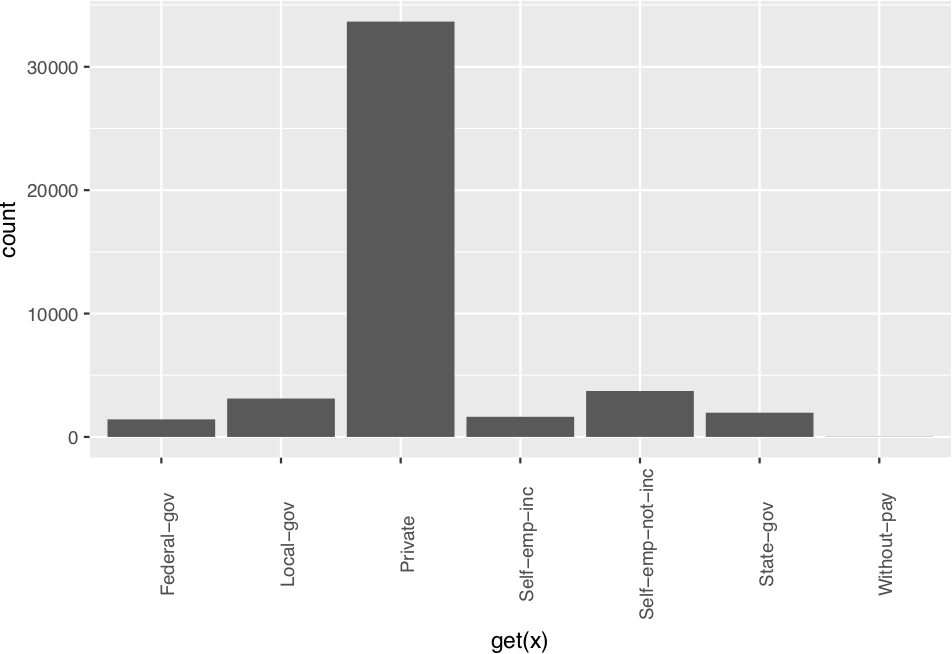 count
30000
20000
10000
0
Federal−gov
Local−gov
Private
Self−emp−inc
Self−emp−not−inc
State−gov
Without−pay
get(x)